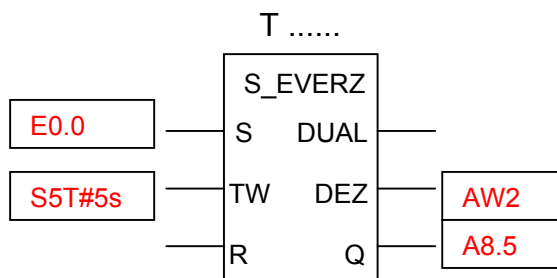 T ......
S_EVERZ
E0.0 S DUAL
S5T#5s TW DEZ AW2
R Q A8.5